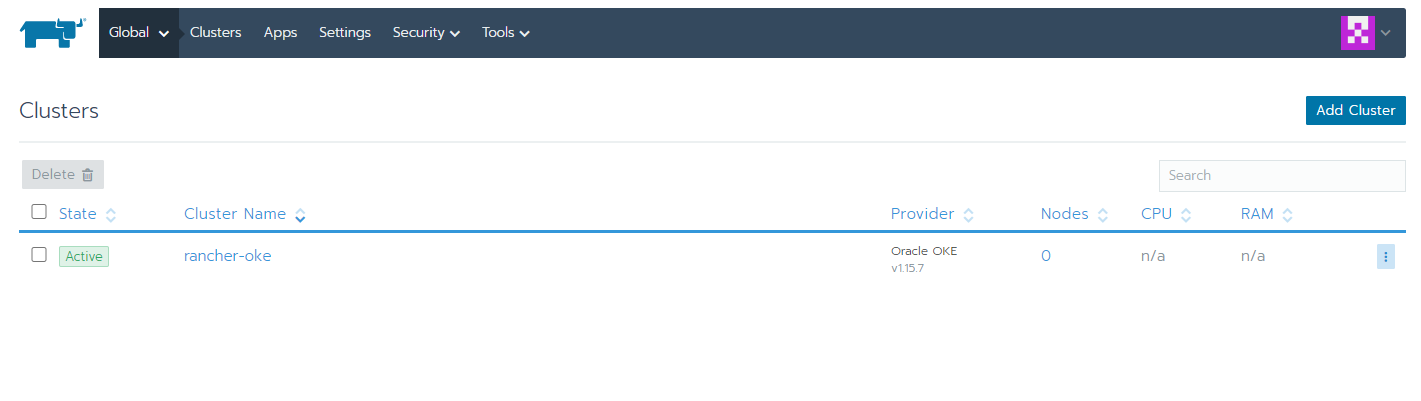 Global Clusters Apps Settings Security Tools
Clusters
Add Cluster
Delete
Search
State Cluster Name Provider Nodes CPU RAM
Active rancher-oke Oracle OKE 0 n/a n/a
v1.15.7